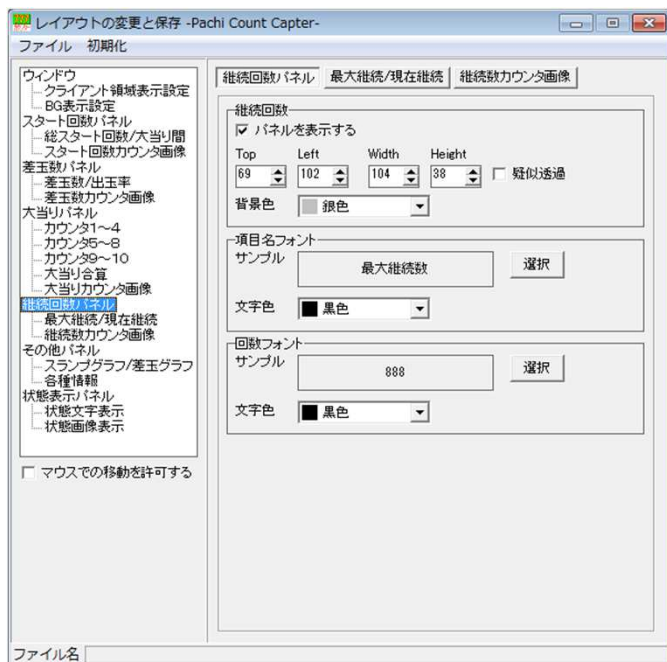 レイアウトの変更と保存 -Pachi Count Capter-
ファイル 初期化
ウィンドウ
クライアント領域表示設定
BG表示設定
スタート回数パネル
総スタート回数/大当り間
スタート回数カウンタ画像
差玉数パネル
差玉数/出玉率
差玉数カウンタ画像
大当りパネル
カウンタ1～4
カウンタ5～8
カウンタ9～10
大当り合算
大当りカウンタ画像
継続回数パネル
最大継続/現在継続
継続数カウンタ画像
その他パネル
スランプグラフ/差玉グラフ
各種情報
状態表示パネル
状態文字表示
状態画像表示
マウスでの移動を許可する
継続回数パネル 最大継続/現在継続 継続数カウンタ画像
継続回数
パネルを表示する
Top Left Width Height
69 102 104 38 疑似透過
背景色 銀色
項目名フォント
サンプル 最大継続数 選択
文字色 黒色
回数フォント
サンプル 888 選択
文字色 黒色
ファイル名